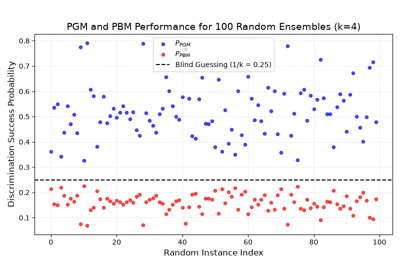 PGM and PBM Performance for 100 Random Ensembles (k=4)
P_PGM
P_PBM
Blind Guessing (1/k = 0.25)
Discrimination Success Probability
0.8
0.7
0.6
0.5
0.4
0.3
0.2
0.1
0 20 40 60 80 100
Random Instance Index